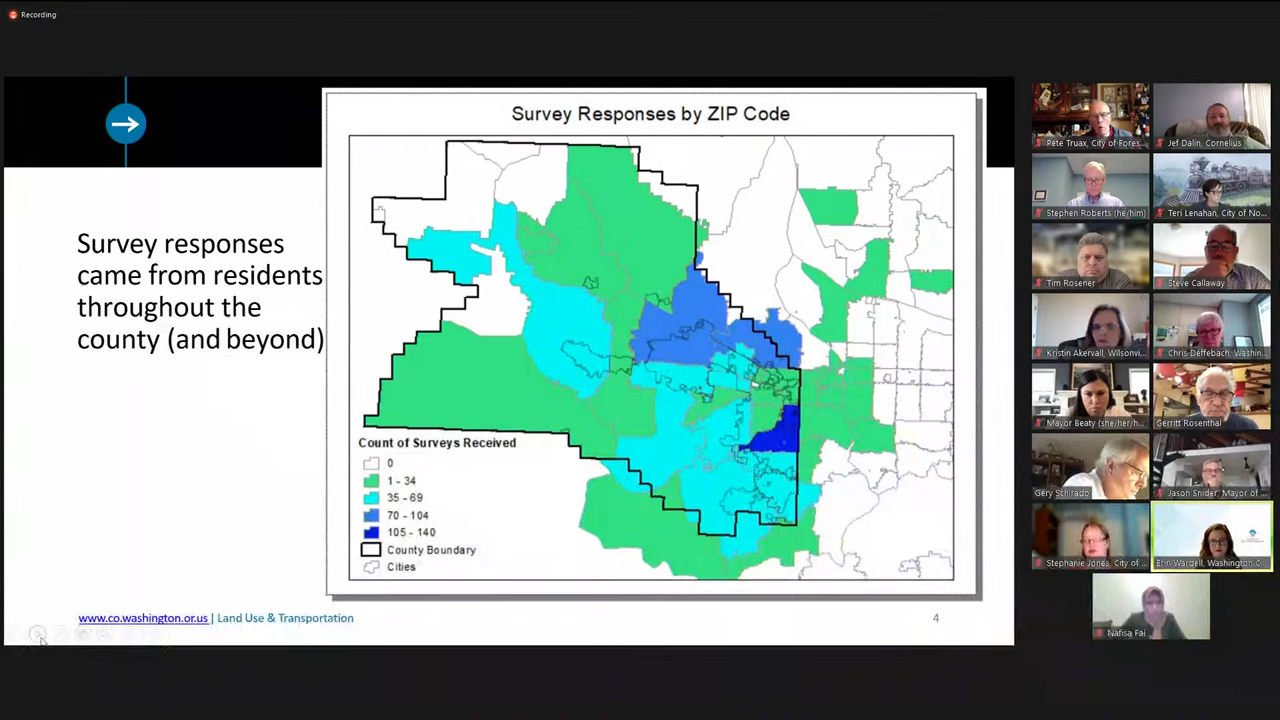 Recording
Survey Responses by ZIP Code
Survey responses
came from residents
throughout the
county (and beyond)
Count of Surveys Received
0
1 - 34
35 - 69
70 - 104
105 - 140
County Boundary
Cities
www.co.washington.or.us | Land Use & Transportation
4
Pete Truax, City of Fores...
Jef Dalin, Cornelius
Stephen Roberts (he/him)
Teri Lenahan, City of No...
Tim Rosener
Steve Callaway
Kristin Akervall, Wilsonvi...
Chris Deffebach, Washin...
Mayor Beaty (she/her/h...
Gerritt Rosenthal
Gery Schirado
Jason Snider, Mayor of ...
Stephanie Jones, City of ...
Erin Wardell, Washington C...
Nafisa Fai